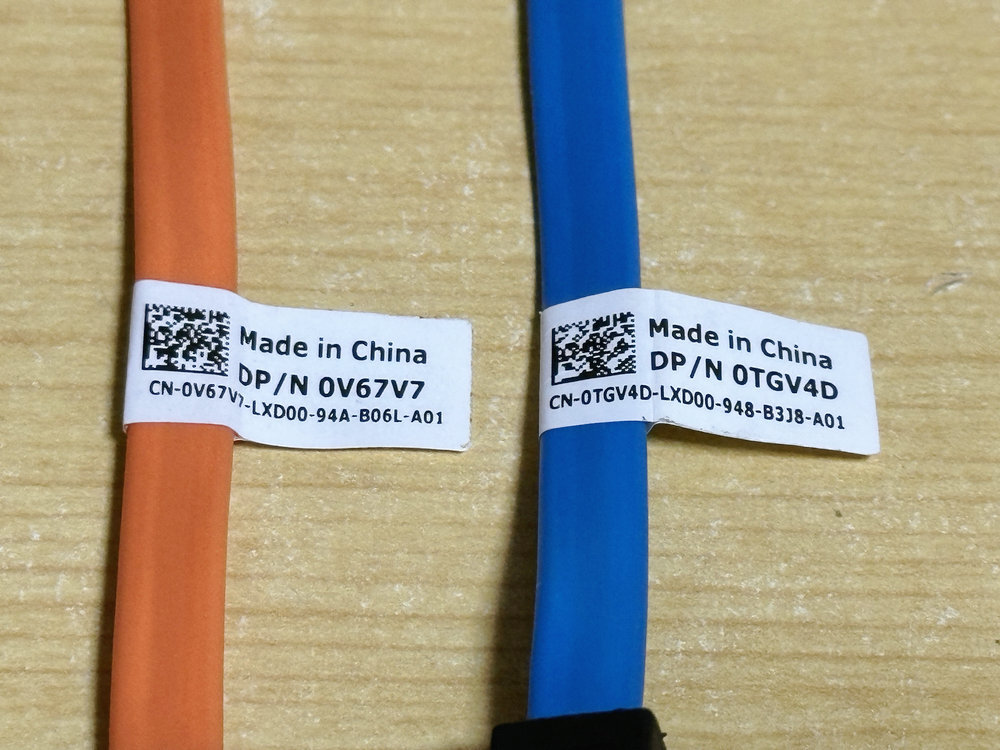 Made in China
DP/N 0V67V7
CN-0V67V7-LXD00-94A-B06L-A01
Made in China
DP/N 0TGV4D
CN-0TGV4D-LXD00-948-B3J8-A01